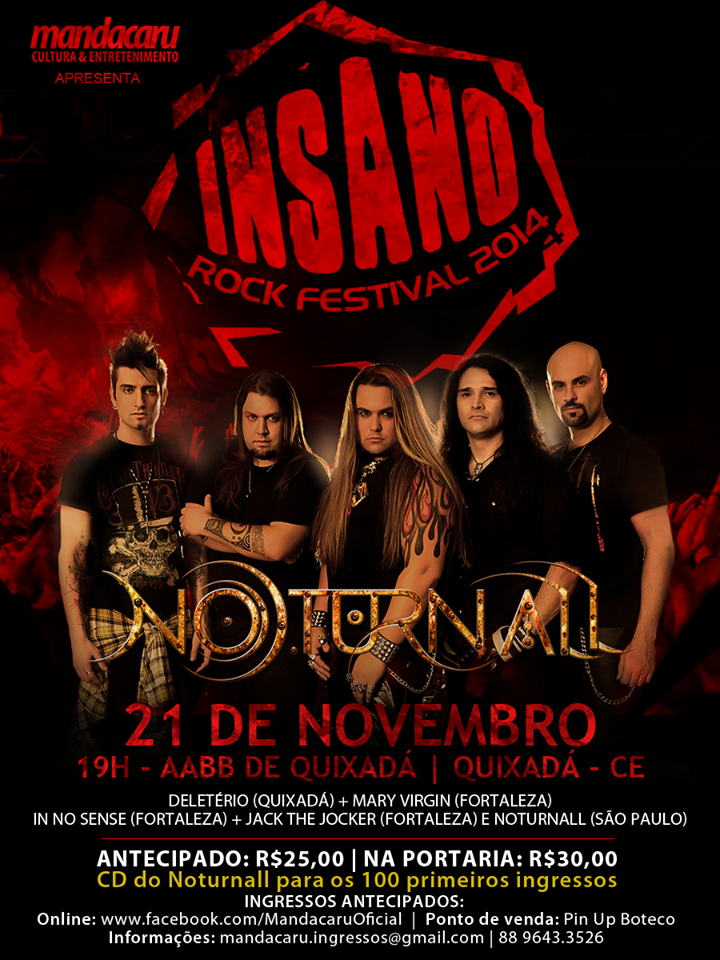 mandacaru
CULTURA & ENTRETENIMENTO
APRESENTA
INSANO
ROCK FESTIVAL 2014
NOTURNALL
21 DE NOVEMBRO
19H - AABB DE QUIXADÁ | QUIXADÁ - CE
DELETÉRIO (QUIXADÁ) + MARY VIRGIN (FORTALEZA)
IN NO SENSE (FORTALEZA) + JACK THE JOCKER (FORTALEZA) E NOTURNALL (SÃO PAULO)
ANTECIPADO: R$25,00 | NA PORTARIA: R$30,00
CD do Noturnall para os 100 primeiros ingressos
INGRESSOS ANTECIPADOS:
Online: www.facebook.com/MandacaruOficial | Ponto de venda: Pin Up Boteco
Informações: mandacaru.ingressos@gmail.com | 88 9643.3526